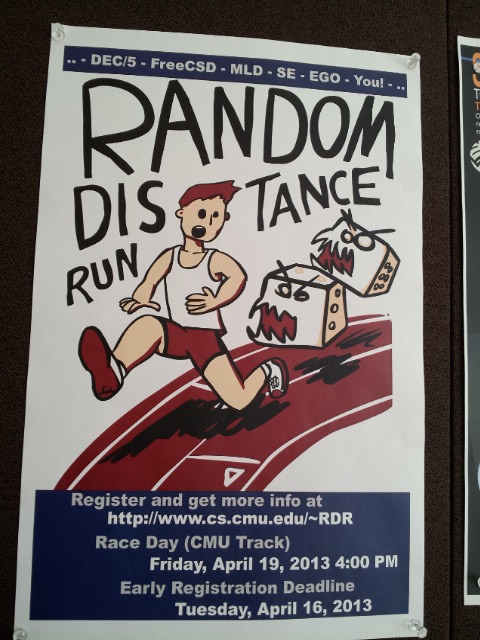 .. - DEC/5 - FreeCSD - MLD - SE - EGO - You! - ..
RANDOM
DISTANCE
RUN
Register and get more info at
http://www.cs.cmu.edu/~RDR
Race Day (CMU Track)
Friday, April 19, 2013 4:00 PM
Early Registration Deadline
Tuesday, April 16, 2013